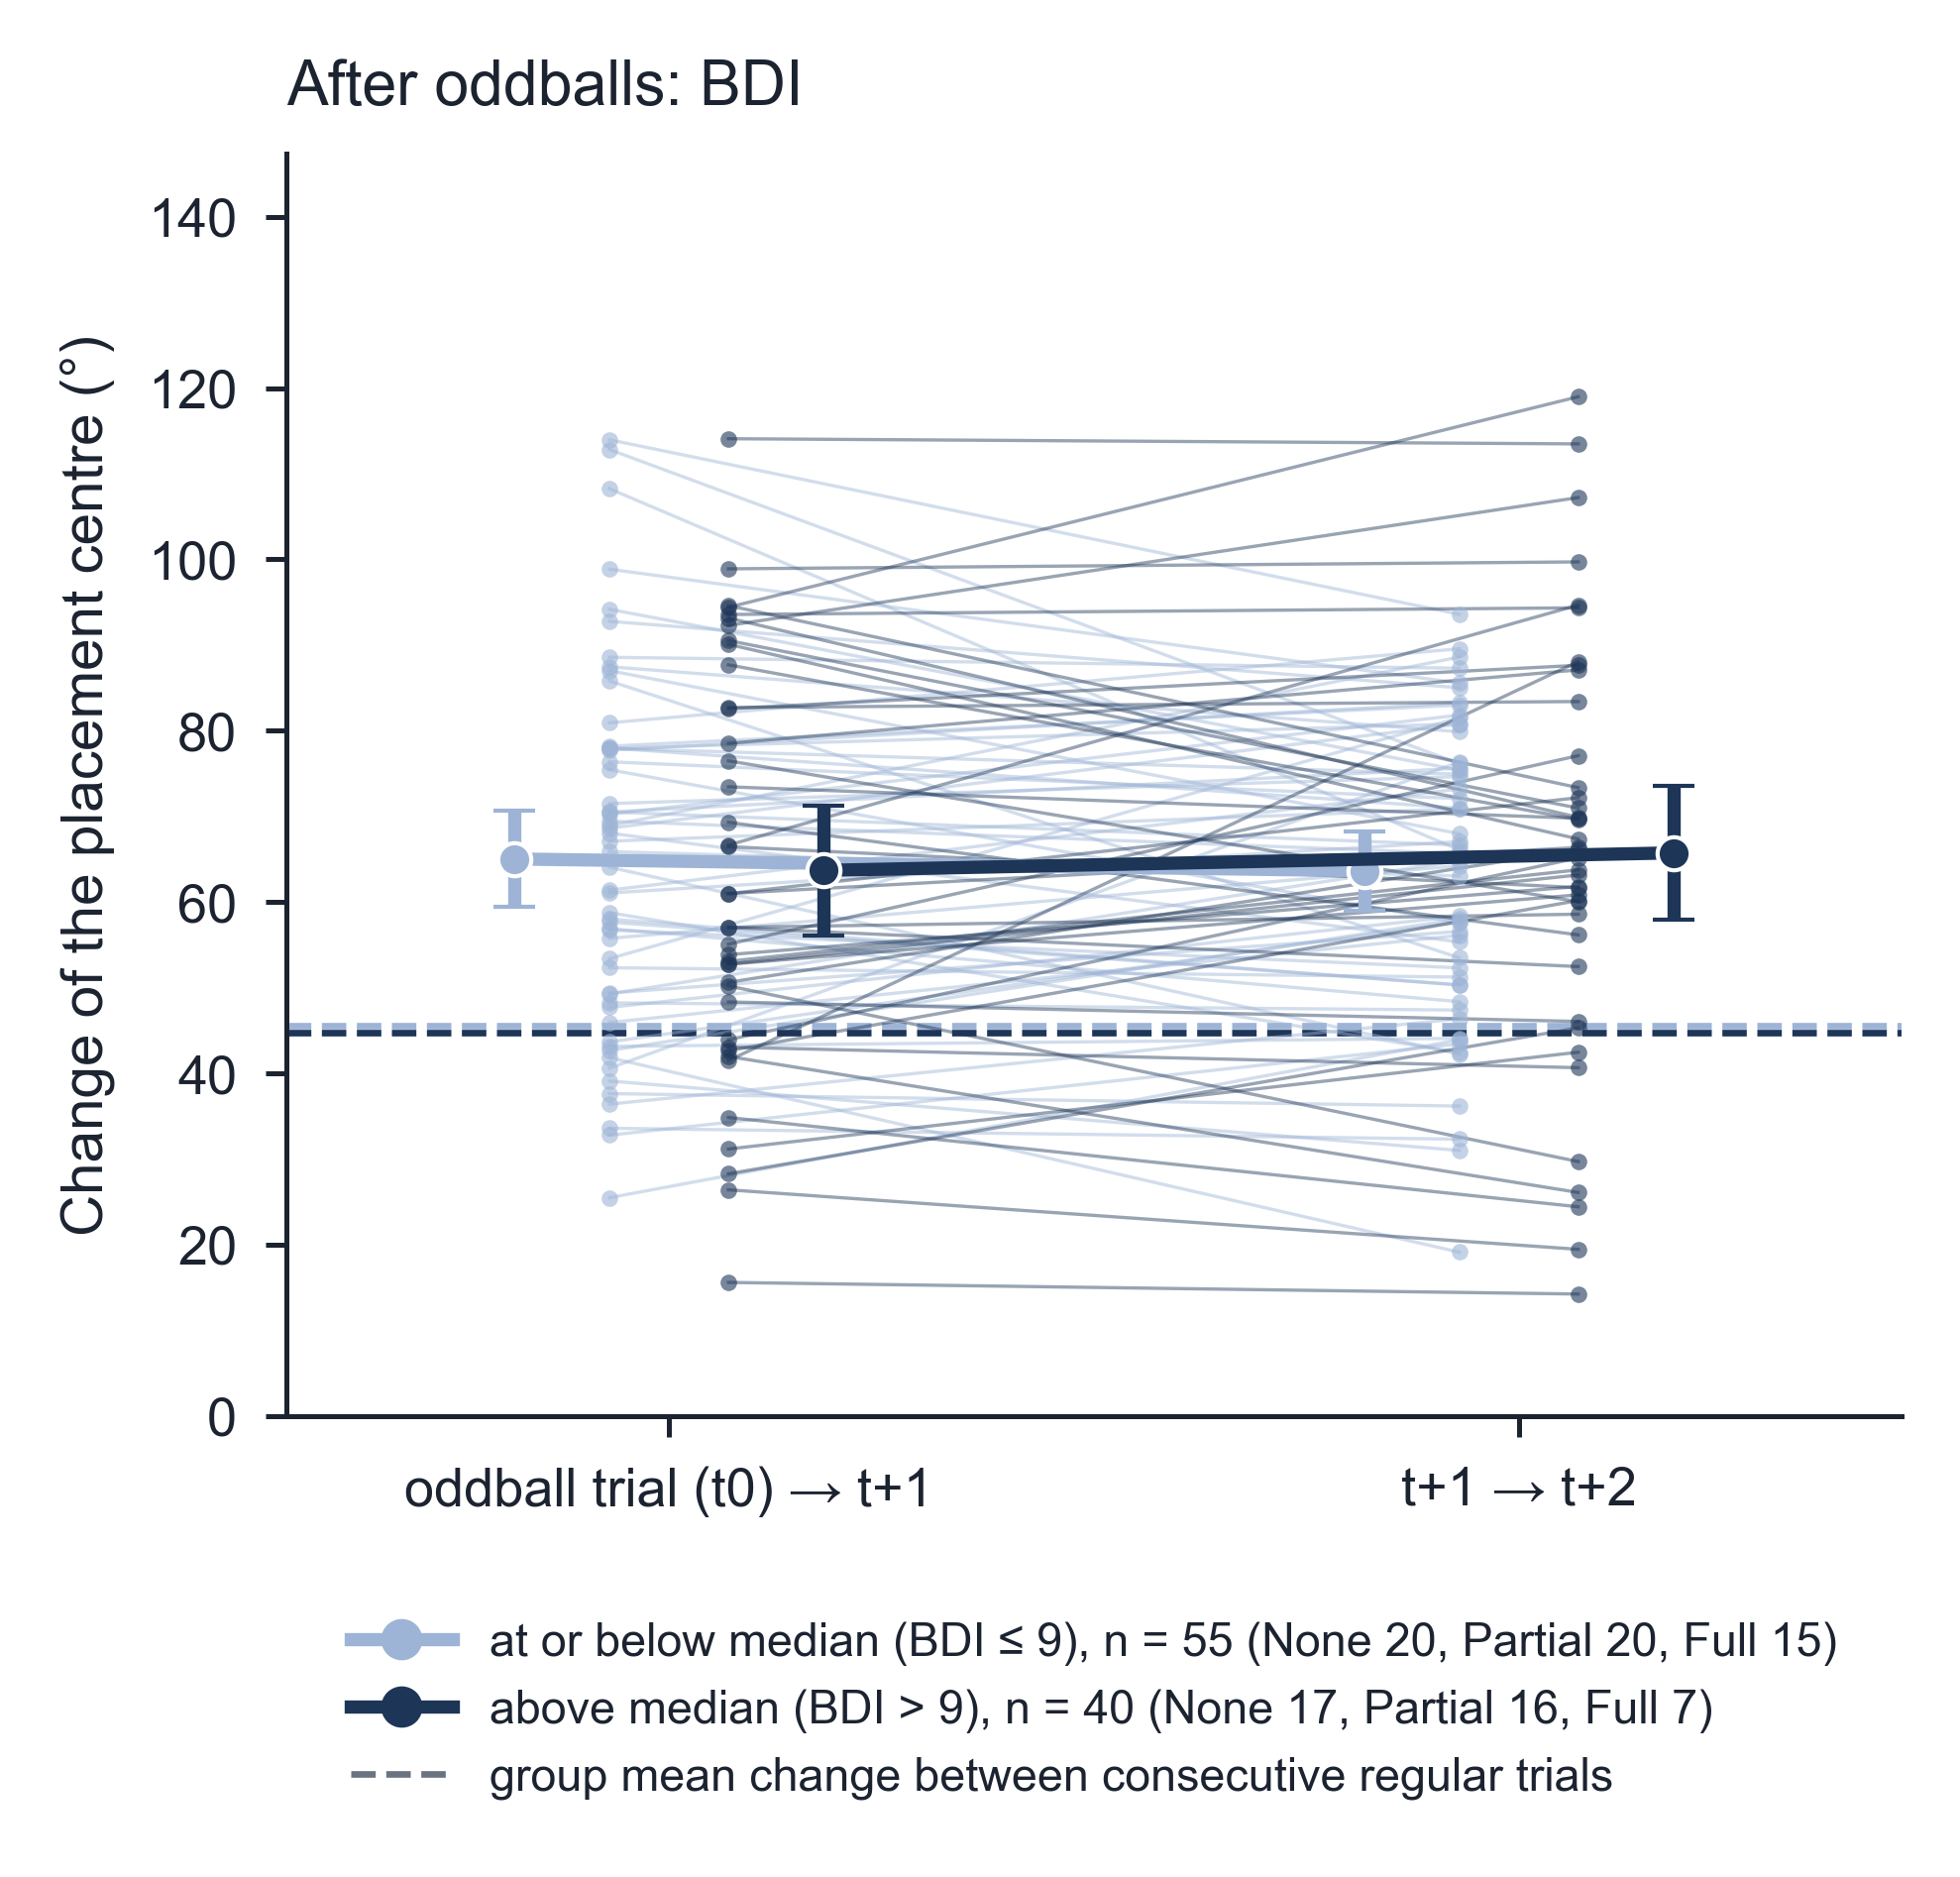 After oddballs: BDI
Change of the placement centre (°)
140
120
100
80
60
40
20
0
oddball trial (t0) → t+1
t+1 → t+2
at or below median (BDI ≤ 9), n = 55 (None 20, Partial 20, Full 15)
above median (BDI > 9), n = 40 (None 17, Partial 16, Full 7)
group mean change between consecutive regular trials